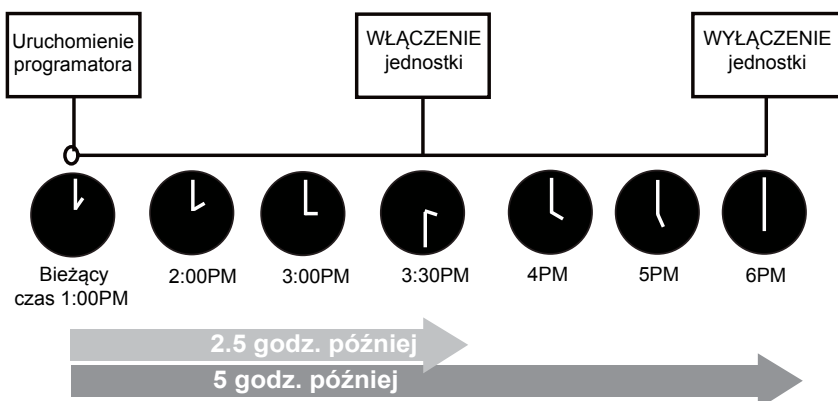 Uruchomienie
programatora
WŁĄCZENIE
jednostki
WYŁĄCZENIE
jednostki
Bieżący
czas 1:00PM
2:00PM
3:00PM
3:30PM
4PM
5PM
6PM
2.5 godz. później
5 godz. później